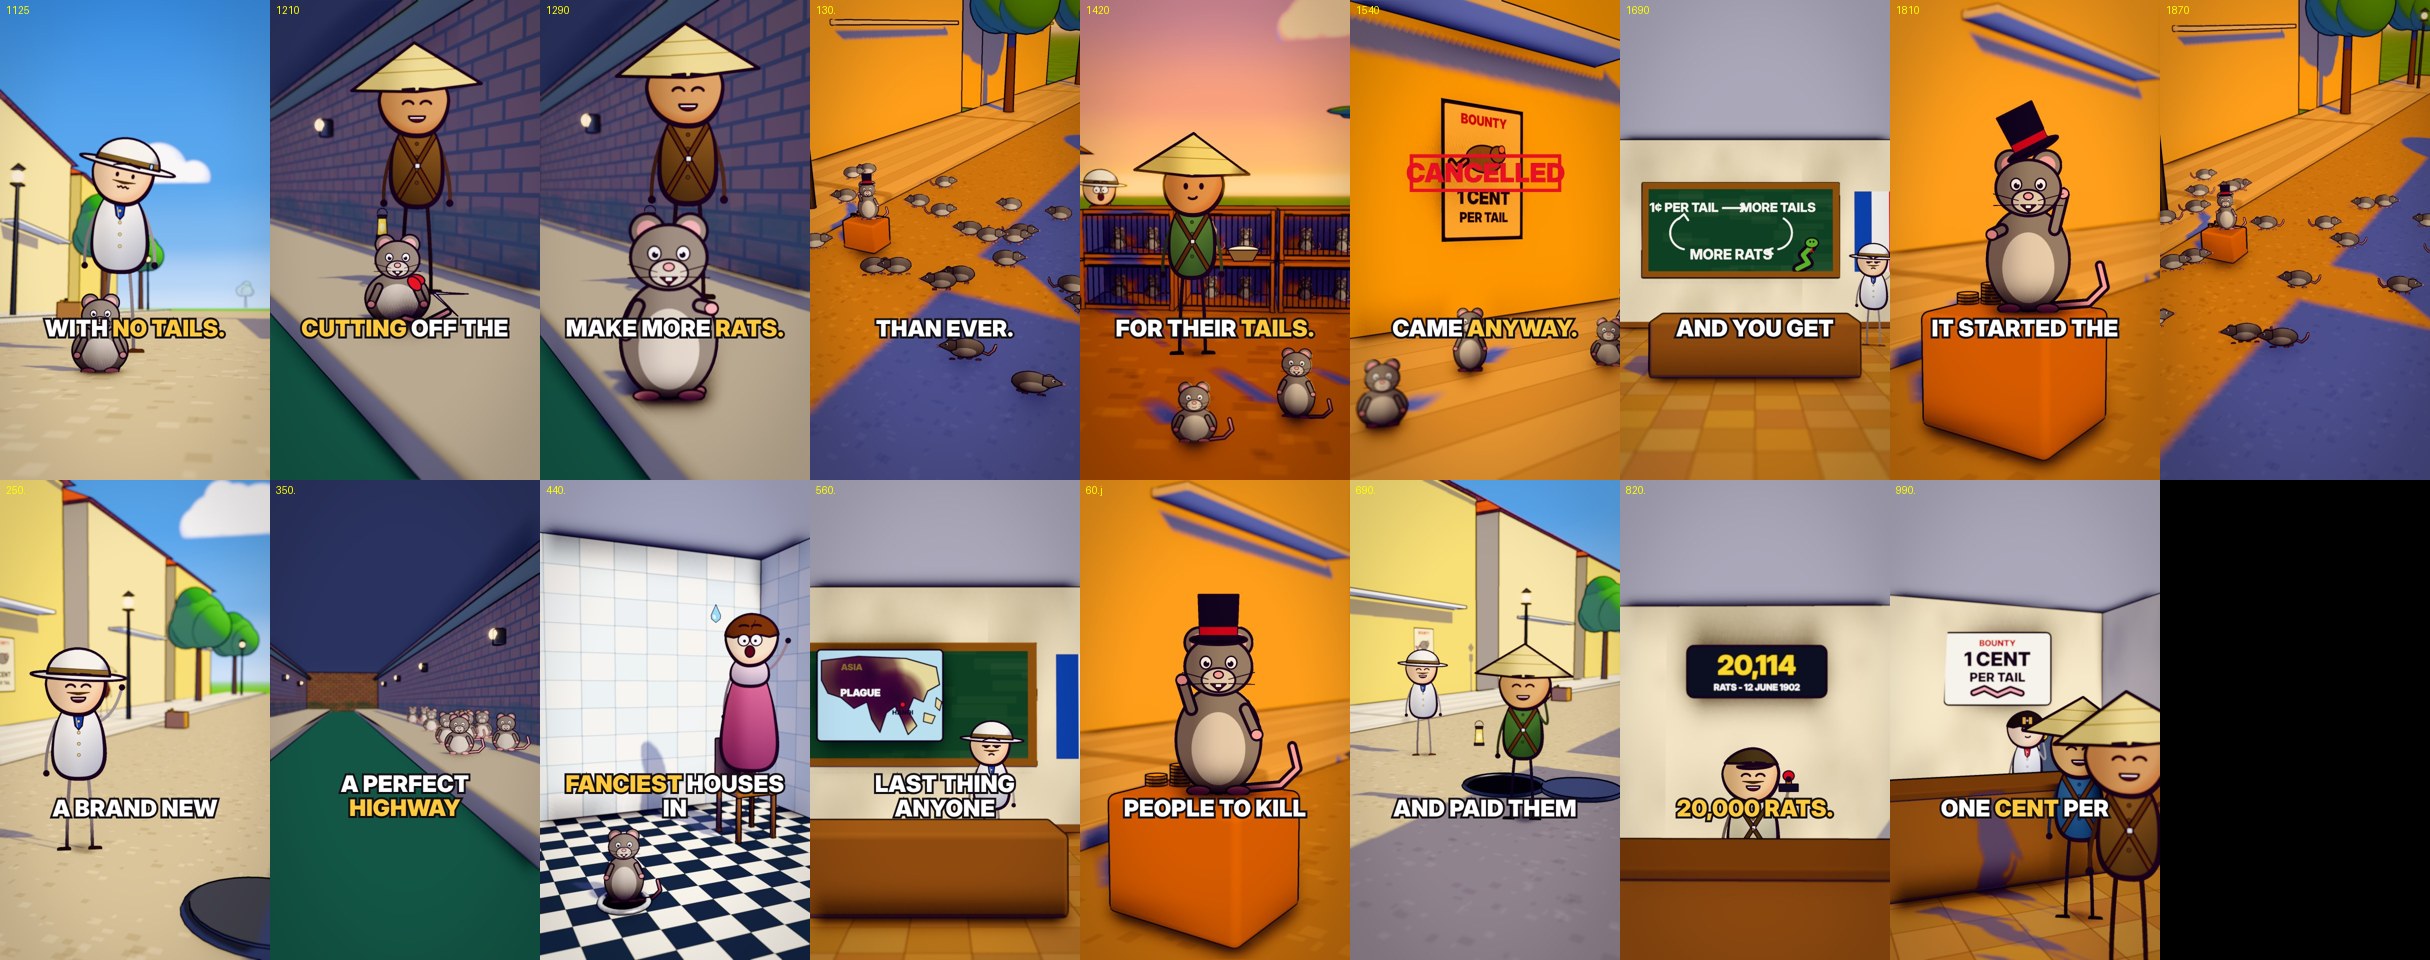 1125
WITH NO TAILS.
1210
CUTTING OFF THE
1290
MAKE MORE RATS.
130.
THAN EVER.
1420
FOR THEIR TAILS.
1540
BOUNTY
CANCELLED
1 CENT
PER TAIL
CAME ANYWAY.
1690
1¢ PER TAIL
MORE TAILS
MORE RATS
AND YOU GET
1810
IT STARTED THE
1870
250.
A BRAND NEW
350.
A PERFECT
HIGHWAY
440.
FANCIEST HOUSES
IN
560.
ASIA
PLAGUE
LAST THING
ANYONE
60.j
PEOPLE TO KILL
690.
AND PAID THEM
820.
20,114
RATS - 12 JUNE 1902
20,000 RATS.
990.
BOUNTY
1 CENT
PER TAIL
H
ONE CENT PER